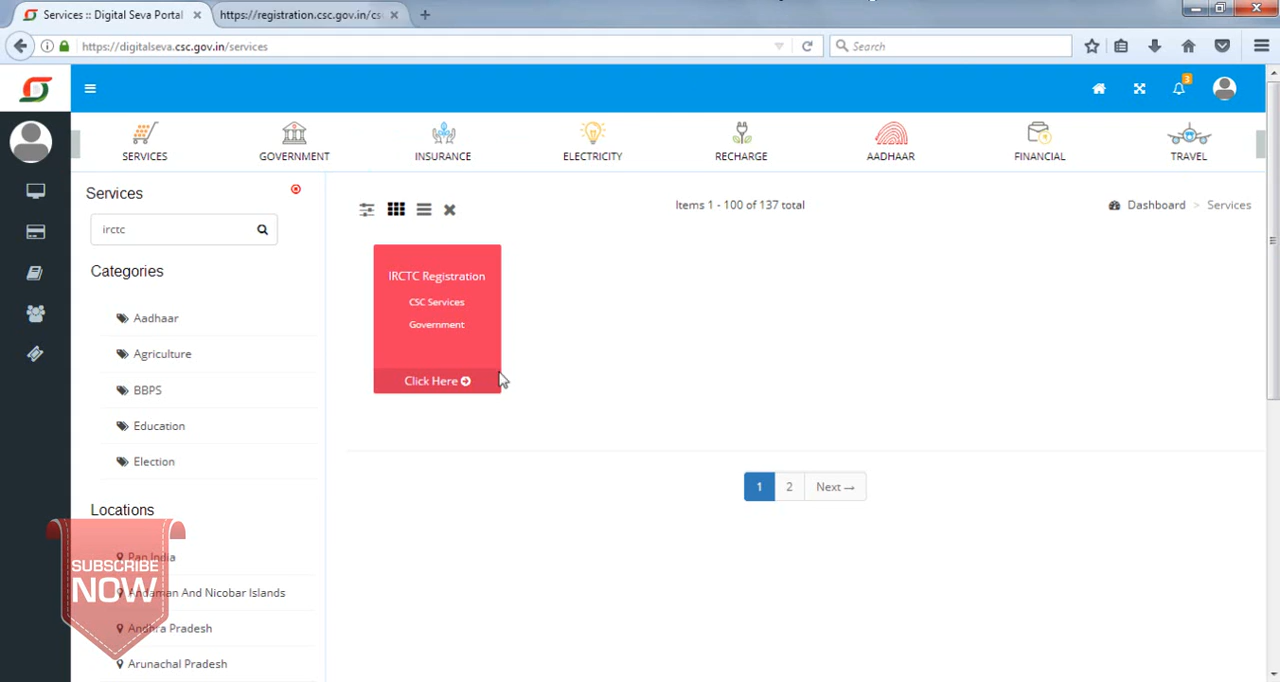 Services :: Digital Seva Portal
https://registration.csc.gov.in/cs
https://digitalseva.csc.gov.in/services
Search
3
SERVICES
GOVERNMENT
INSURANCE
ELECTRICITY
RECHARGE
AADHAAR
FINANCIAL
TRAVEL
Services
irctc
Items 1 - 100 of 137 total
Dashboard > Services
Categories
Aadhaar
Agriculture
BBPS
Education
Election
IRCTC Registration
CSC Services
Government
Click Here
1 2 Next →
Locations
Pan India
Andaman And Nicobar Islands
Andhra Pradesh
Arunachal Pradesh
SUBSCRIBE
NOW